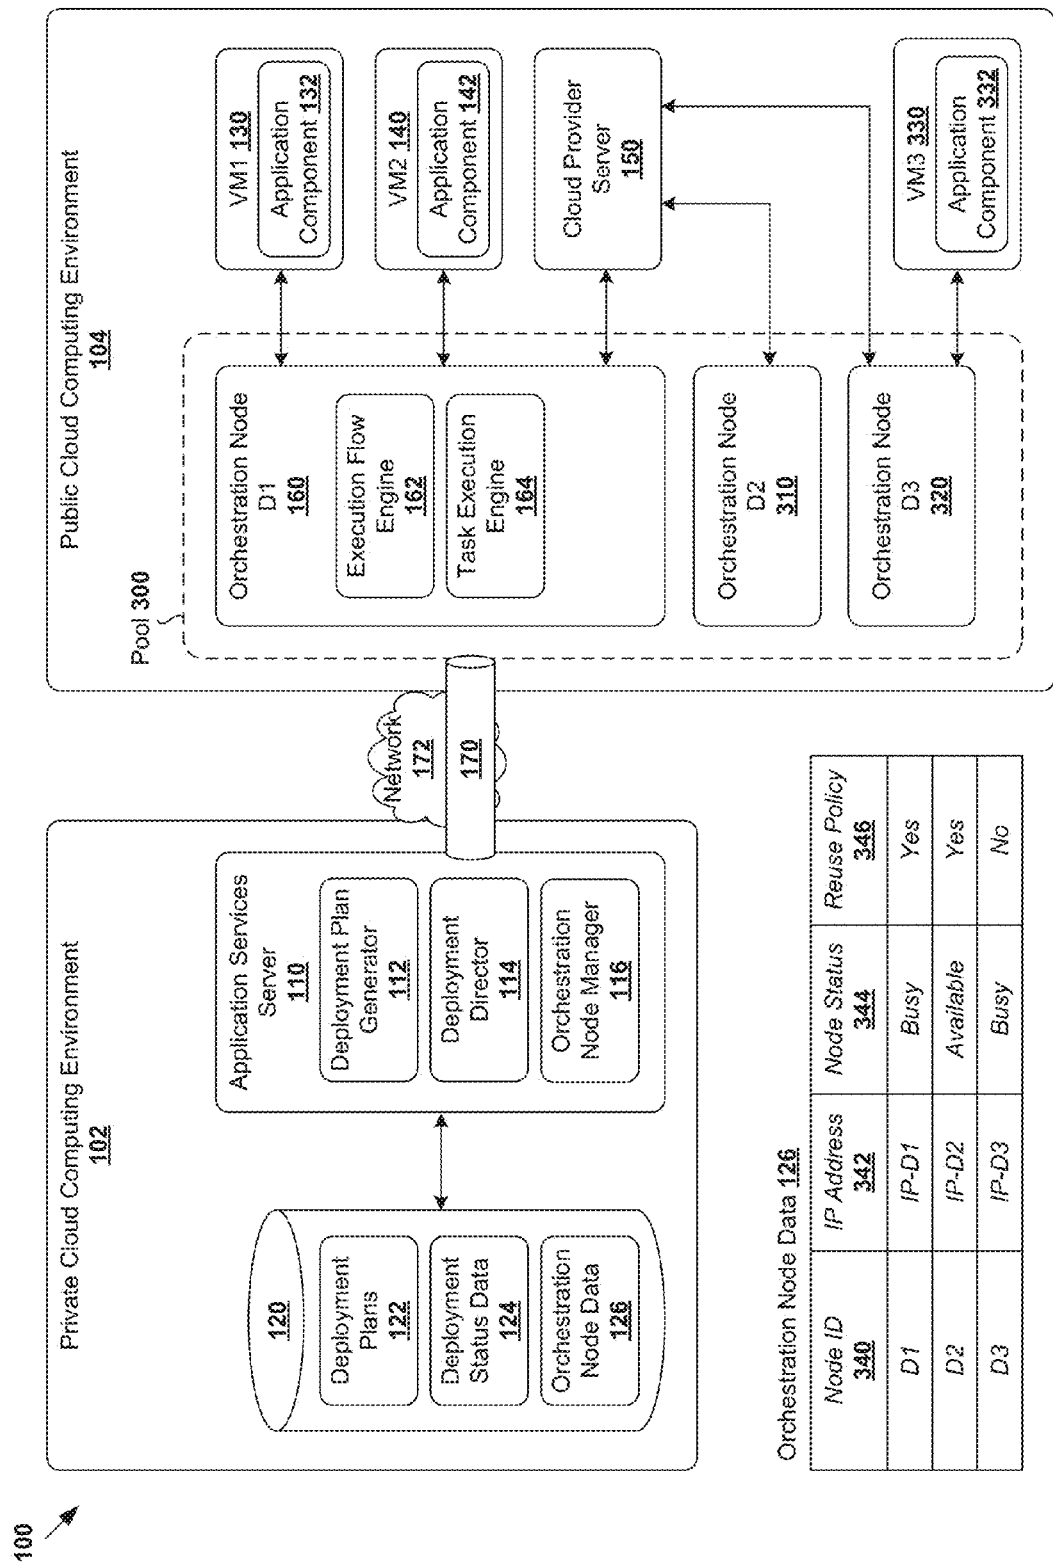 100
Private Cloud Computing Environment
102
120
Deployment
Plans
122
Deployment
Status Data
124
Orchestration
Node Data
126
Application Services
Server
110
Deployment Plan
Generator
112
Deployment
Director
114
Orchestration
Node Manager
116
Network
172
170
Public Cloud Computing Environment
104
Pool 300
Orchestration Node
D1
160
Execution Flow
Engine
162
Task Execution
Engine
164
Orchestration Node
D2
310
Orchestration Node
D3
320
VM1 130
Application
Component 132
VM2 140
Application
Component 142
Cloud Provider
Server
150
VM3 330
Application
Component 332
Orchestration Node Data 126
Node ID
340
IP Address
342
Node Status
344
Reuse Policy
346
D1 IP-D1 Busy Yes
D2 IP-D2 Available Yes
D3 IP-D3 Busy No